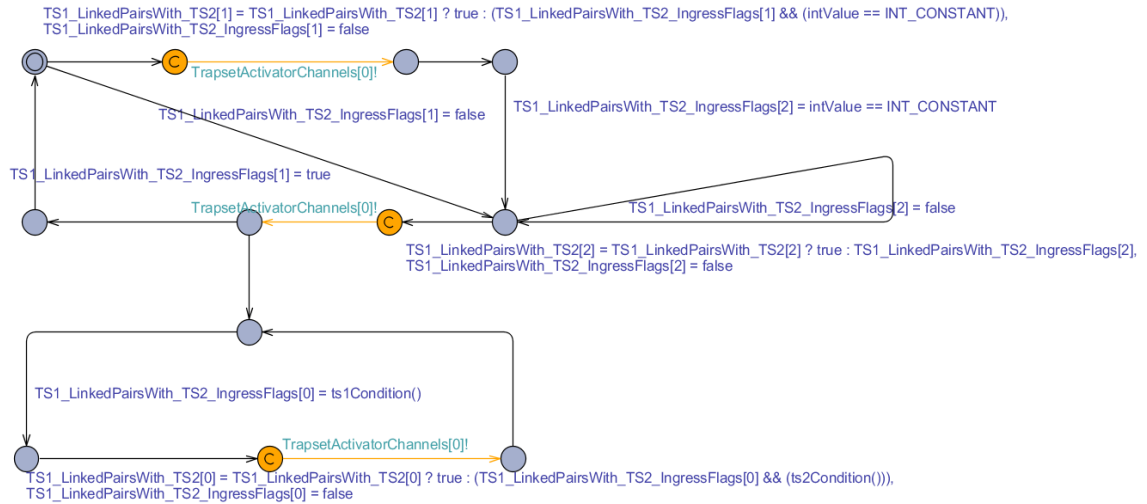 TS1_LinkedPairsWith_TS2[1] = TS1_LinkedPairsWith_TS2[1] ? true : (TS1_LinkedPairsWith_TS2_IngressFlags[1] && (intValue == INT_CONSTANT)),
TS1_LinkedPairsWith_TS2_IngressFlags[1] = false
C
TrapsetActivatorChannels[0]!
TS1_LinkedPairsWith_TS2_IngressFlags[2] = intValue == INT_CONSTANT
TS1_LinkedPairsWith_TS2_IngressFlags[1] = false
TS1_LinkedPairsWith_TS2_IngressFlags[1] = true
TrapsetActivatorChannels[0]!
C
TS1_LinkedPairsWith_TS2_IngressFlags[2] = false
TS1_LinkedPairsWith_TS2[2] = TS1_LinkedPairsWith_TS2[2] ? true : TS1_LinkedPairsWith_TS2_IngressFlags[2],
TS1_LinkedPairsWith_TS2_IngressFlags[2] = false
TS1_LinkedPairsWith_TS2_IngressFlags[0] = ts1Condition()
TrapsetActivatorChannels[0]!
C
TS1_LinkedPairsWith_TS2[0] = TS1_LinkedPairsWith_TS2[0] ? true : (TS1_LinkedPairsWith_TS2_IngressFlags[0] && (ts2Condition())),
TS1_LinkedPairsWith_TS2_IngressFlags[0] = false